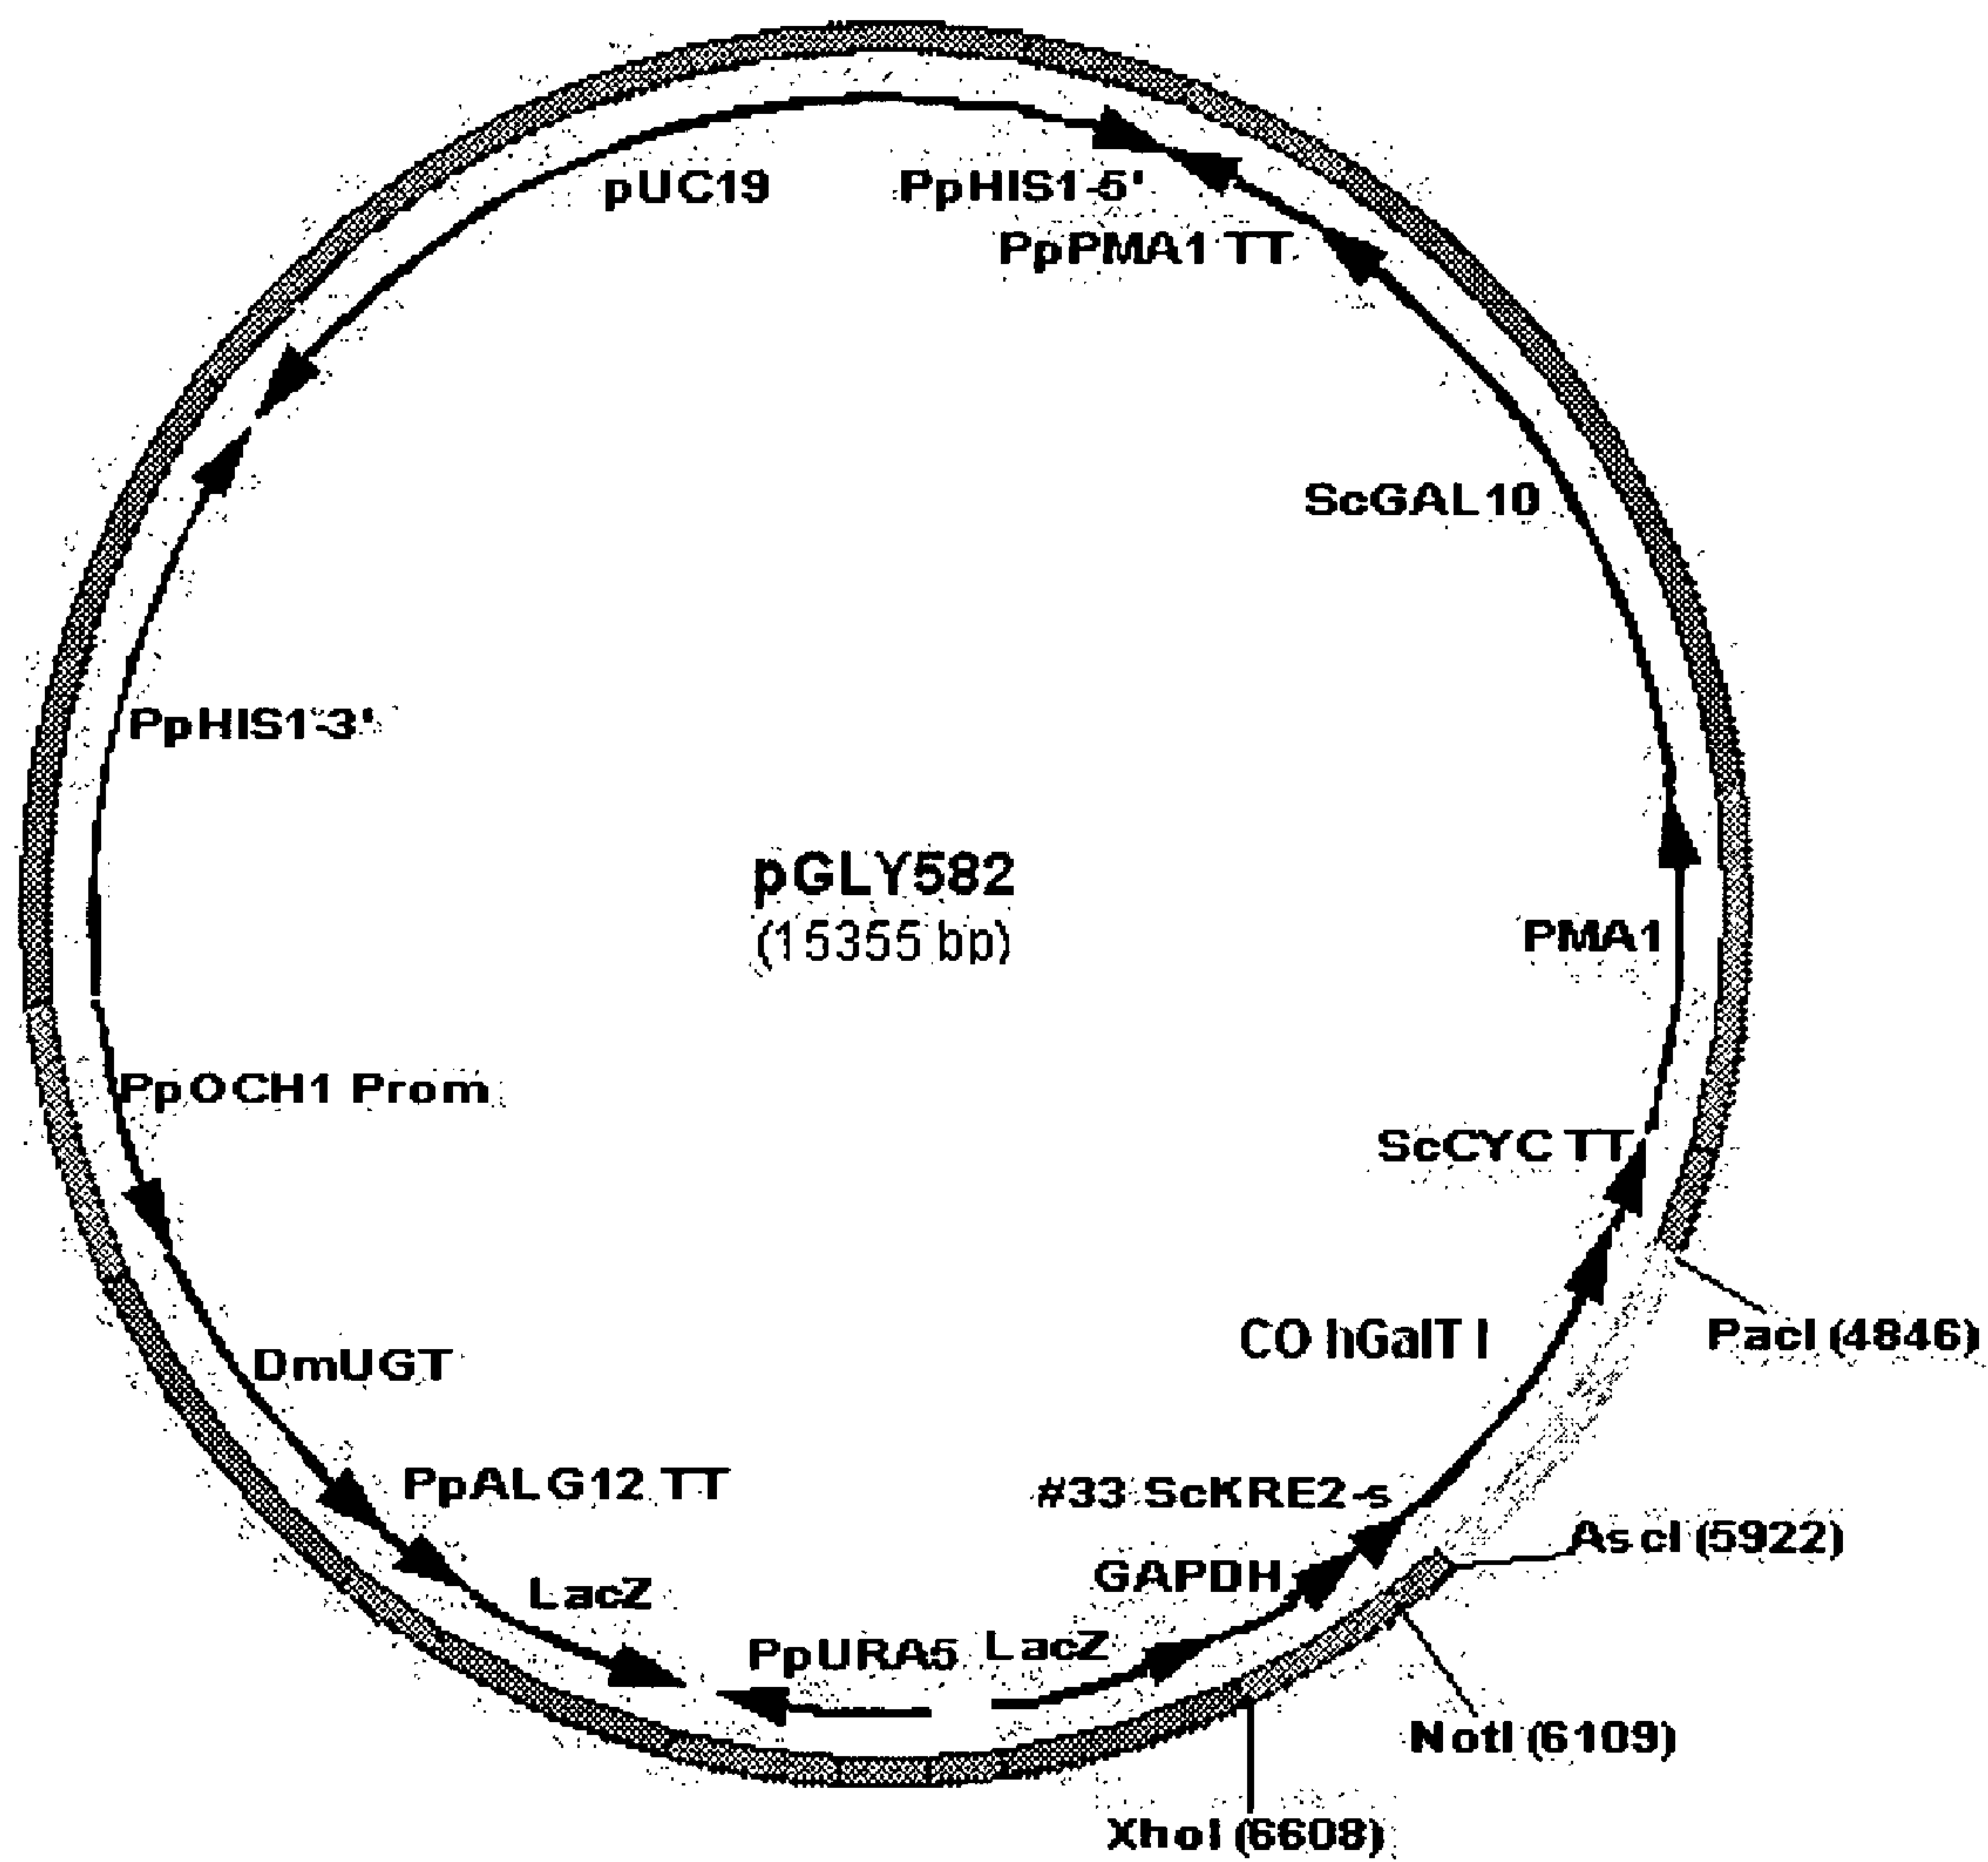 pUC19
PpHIS1-5'
PpPMA1 TT
ScGAL10
PpHIS1-3'
pGLY582
(15355 bp)
PMA1
PpOCH1 Prom
ScCYC TT
PacI (4846)
CO hGalT I
DmUGT
PpALG12 TT
#33 ScKRE2-s
AscI (5922)
GAPDH
LacZ
PpURA5
LacZ
NotI (6109)
XhoI (6608)